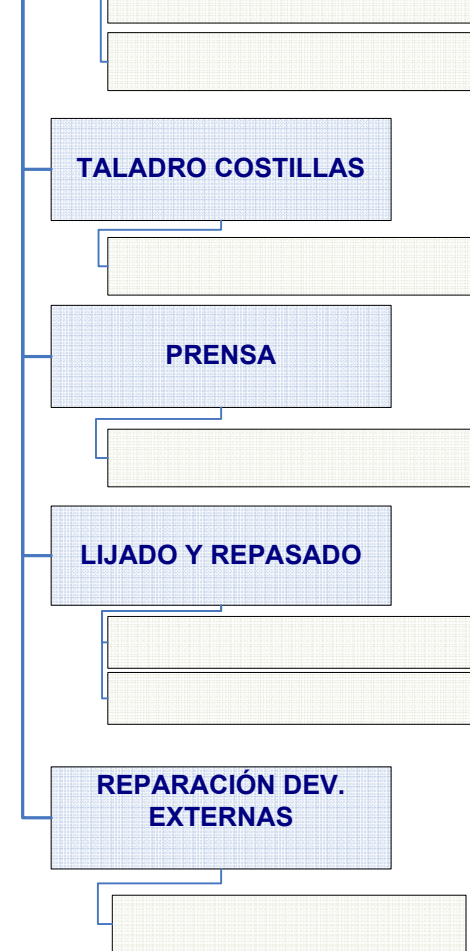 TALADRO COSTILLAS
PRENSA
LIJADO Y REPASADO
REPARACIÓN DEV.
EXTERNAS